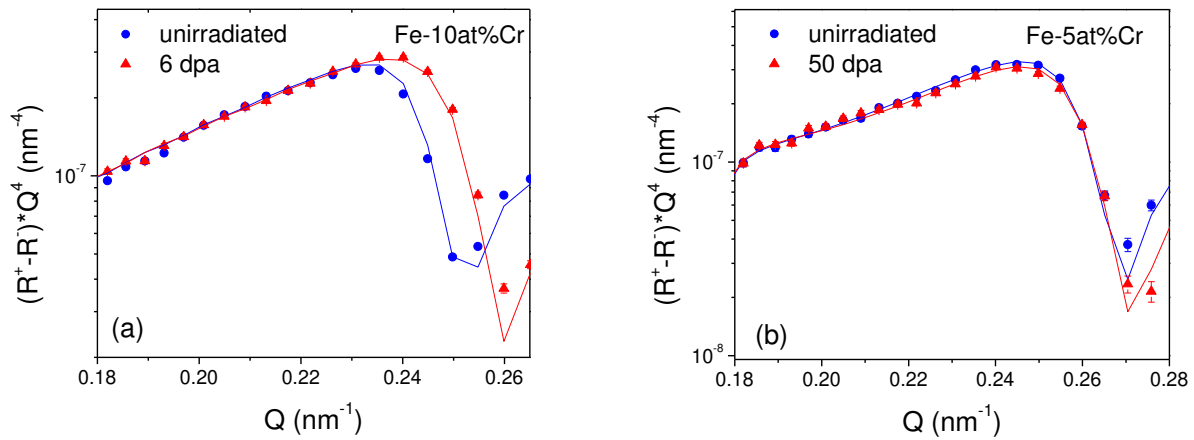 unirradiated
6 dpa
Fe-10at%Cr
10⁻⁷
(R⁺-R⁻)*Q⁴ (nm⁻⁴)
(a)
0.18 0.20 0.22 0.24 0.26
Q (nm⁻¹)
unirradiated
50 dpa
Fe-5at%Cr
10⁻⁷
10⁻⁸
(R⁺-R⁻)*Q⁴ (nm⁻⁴)
(b)
0.18 0.20 0.22 0.24 0.26 0.28
Q (nm⁻¹)